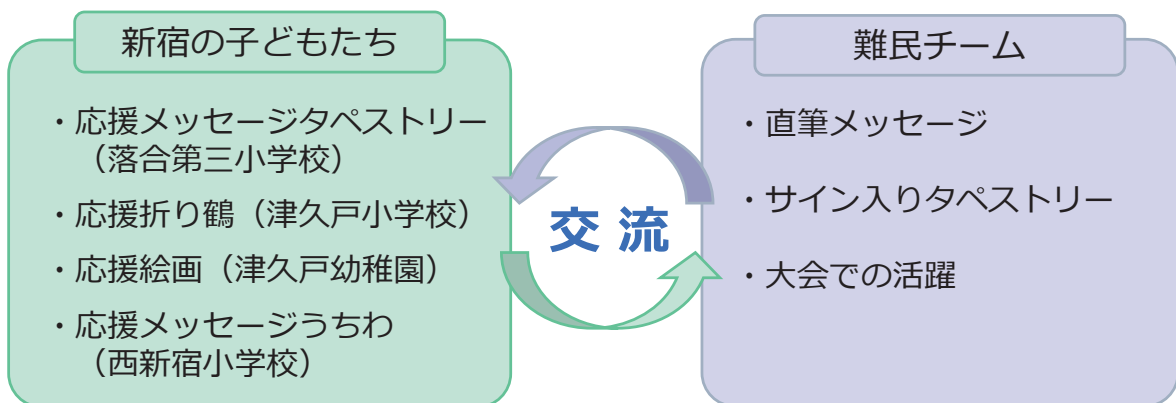 新宿の子どもたち
・応援メッセージタペストリー
（落合第三小学校）
・応援折り鶴（津久戸小学校）
・応援絵画（津久戸幼稚園）
・応援メッセージうちわ
（西新宿小学校）
交流
難民チーム
・直筆メッセージ
・サイン入りタペストリー
・大会での活躍